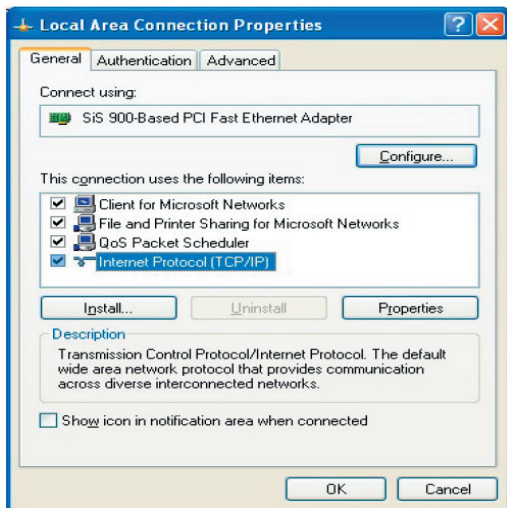 Local Area Connection Properties
General Authentication Advanced
Connect using:
SiS 900-Based PCI Fast Ethernet Adapter
Configure...
This connection uses the following items:
Client for Microsoft Networks
File and Printer Sharing for Microsoft Networks
QoS Packet Scheduler
Internet Protocol (TCP/IP)
Install... Uninstall Properties
Description
Transmission Control Protocol/Internet Protocol. The default
wide area network protocol that provides communication
across diverse interconnected networks.
Show icon in notification area when connected
OK Cancel